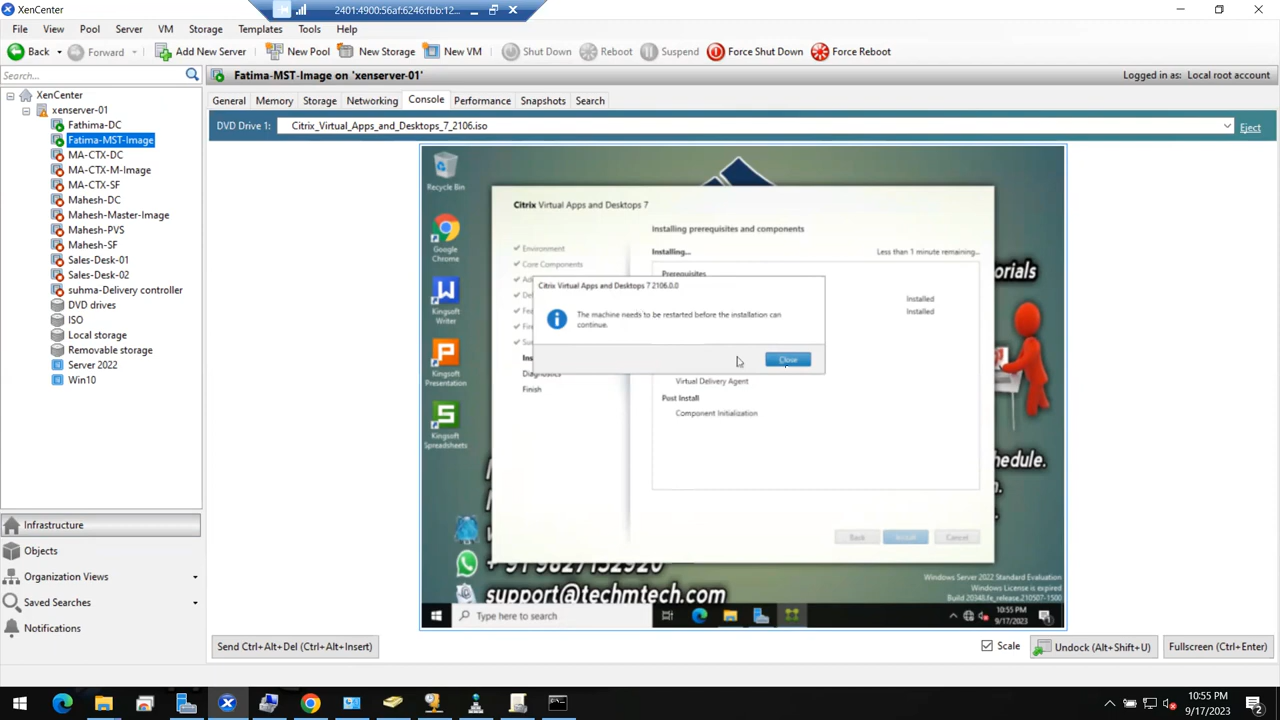 XenCenter
2401:4900:56af:6246:fbb:12...
File View Pool Server VM Storage Templates Tools Help
Back Forward Add New Server New Pool New Storage New VM Shut Down Reboot Suspend Force Shut Down Force Reboot
Search...
Fatima-MST-Image on 'xenserver-01'
Logged in as: Local root account
XenCenter
xenserver-01
Fathima-DC
Fatima-MST-Image
MA-CTX-DC
MA-CTX-M-Image
MA-CTX-SF
Mahesh-DC
Mahesh-Master-Image
Mahesh-PVS
Mahesh-SF
Sales-Desk-01
Sales-Desk-02
suhma-Delivery controller
DVD drives
ISO
Local storage
Removable storage
Server 2022
Win10
Infrastructure
Objects
Organization Views
Saved Searches
Notifications
General Memory Storage Networking Console Performance Snapshots Search
DVD Drive 1: Citrix_Virtual_Apps_and_Desktops_7_2106.iso Eject
Recycle Bin
Google
Chrome
Kingsoft
Writer
Kingsoft
Presentation
Kingsoft
Spreadsheets
Citrix Virtual Apps and Desktops 7
Installing prerequisites and components
Installing... Less than 1 minute remaining...
Environment
Core Components
Prerequisites
Installed
Installed
Citrix Virtual Apps and Desktops 7 2106.0.0
The machine needs to be restarted before the installation can
continue.
Close
Diagnostics
Finish
Virtual Delivery Agent
Post Install
Component Initialization
Back Install Cancel
orials
hedule.
support@techmtech.com
Windows Server 2022 Standard Evaluation
Windows License is expired
Build 20348.fe_release.210507-1500
Type here to search
10:55 PM
9/17/2023
Send Ctrl+Alt+Del (Ctrl+Alt+Insert)
Scale
Undock (Alt+Shift+U)
Fullscreen (Ctrl+Enter)
10:55 PM
9/17/2023
2